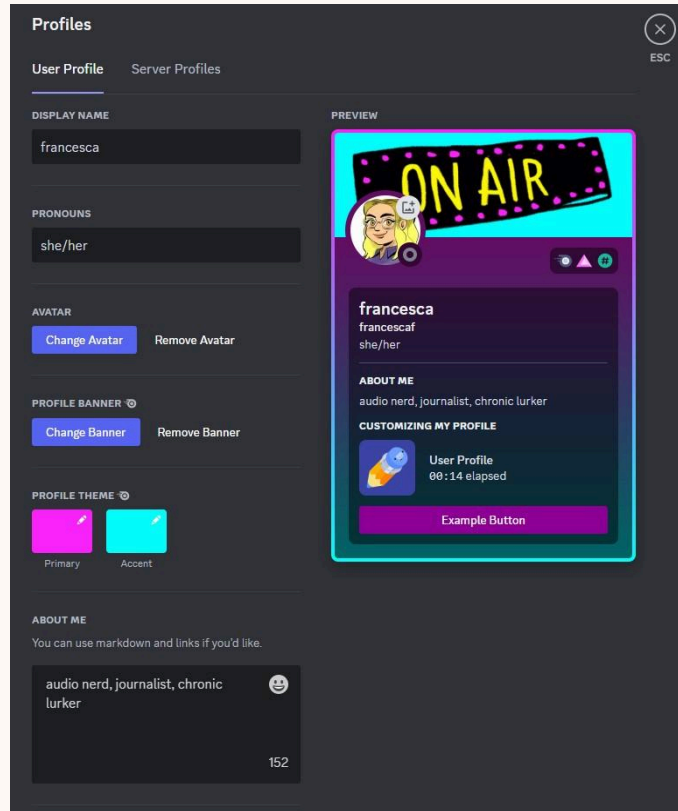 Profiles
ESC
User Profile Server Profiles
DISPLAY NAME
francesca
PRONOUNS
she/her
AVATAR
Change Avatar Remove Avatar
PROFILE BANNER
Change Banner Remove Banner
PROFILE THEME
Primary Accent
ABOUT ME
You can use markdown and links if you'd like.
audio nerd, journalist, chronic
lurker
152
PREVIEW
ON AIR
#
francesca
francescaf
she/her
ABOUT ME
audio nerd, journalist, chronic lurker
CUSTOMIZING MY PROFILE
User Profile
00:14 elapsed
Example Button